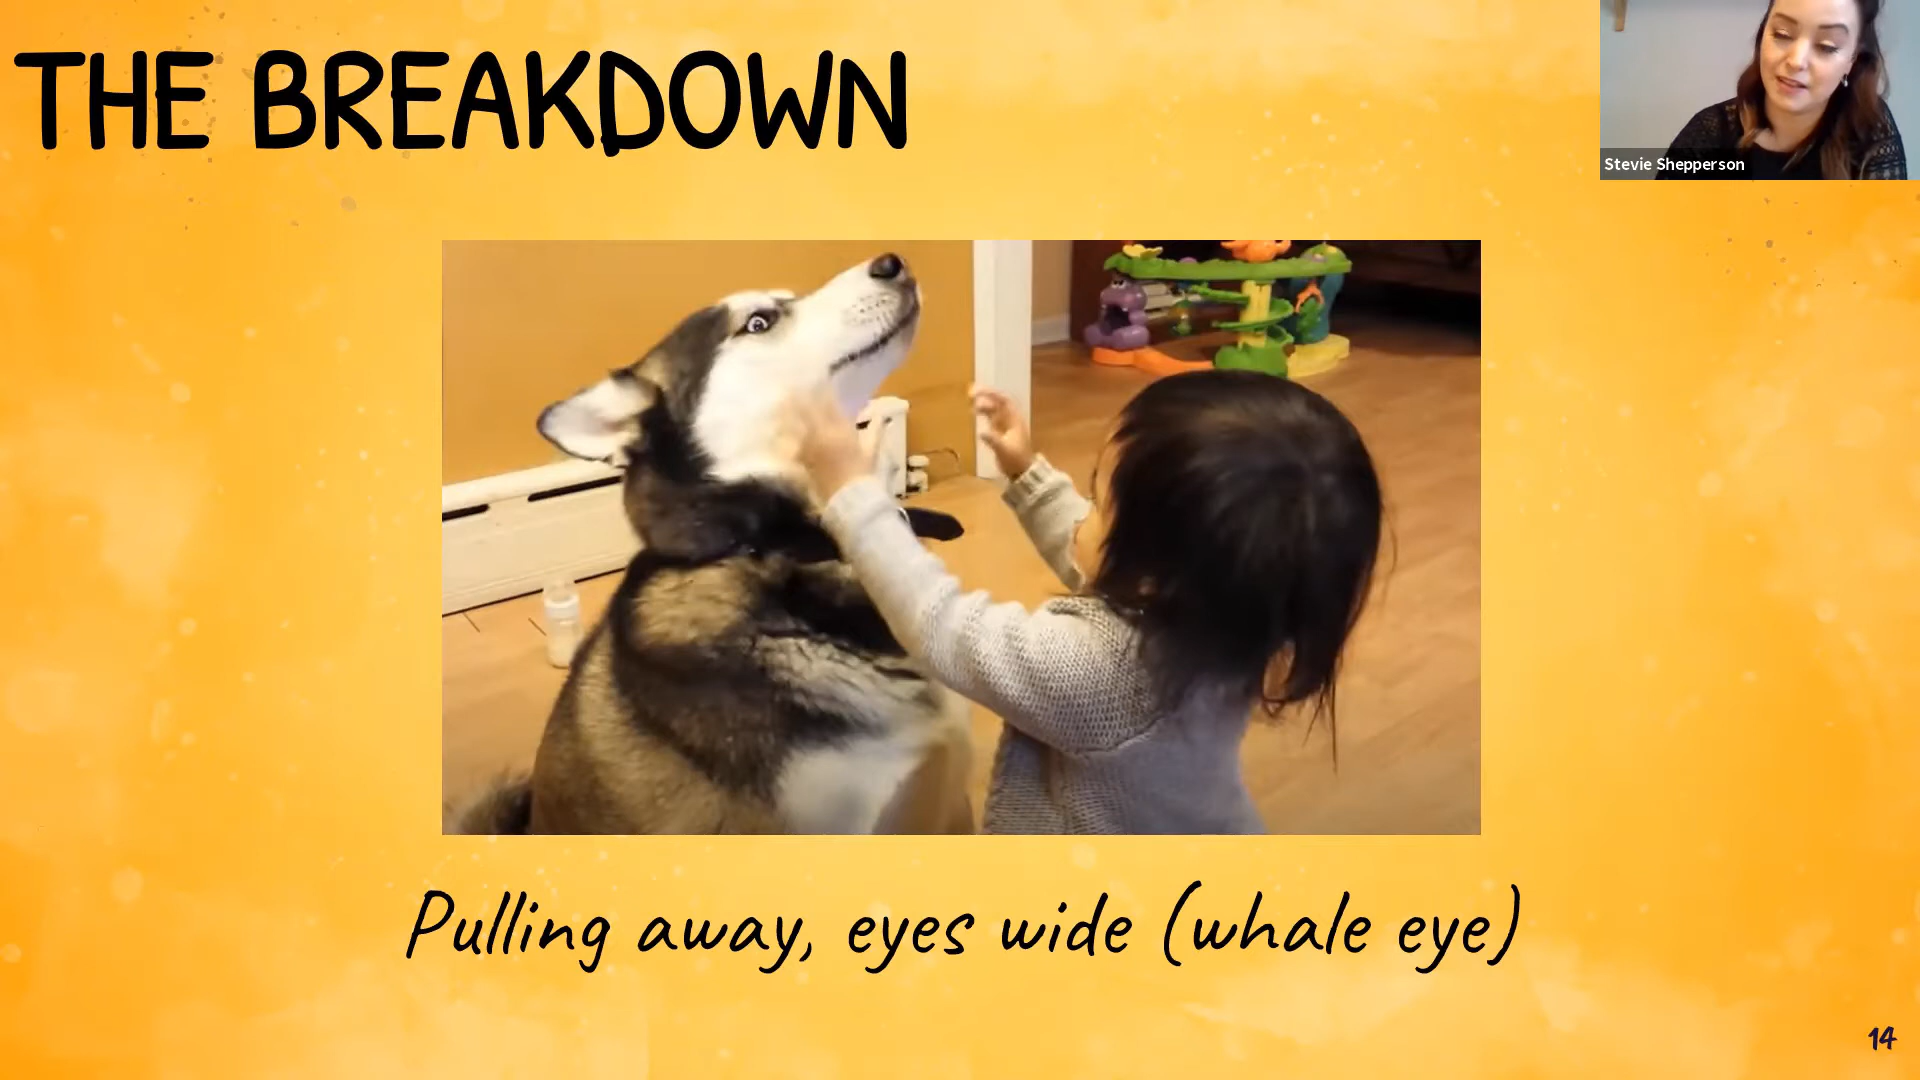 THE BREAKDOWN
Stevie Shepperson
Pulling away, eyes wide (whale eye)
14